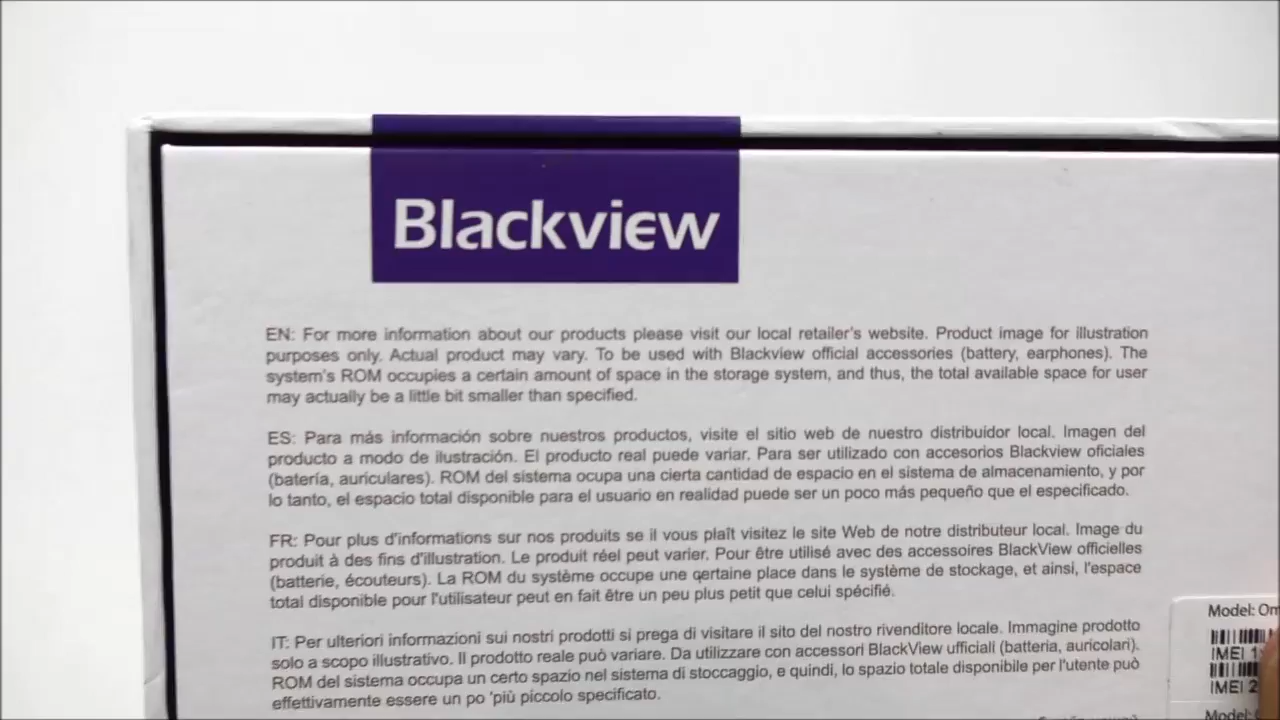 Blackview
EN: For more information about our products please visit our local retailer's website. Product image for illustration
purposes only. Actual product may vary. To be used with Blackview official accessories (battery, earphones). The
system's ROM occupies a certain amount of space in the storage system, and thus, the total available space for user
may actually be a little bit smaller than specified.
ES: Para más información sobre nuestros productos, visite el sitio web de nuestro distribuidor local. Imagen del
producto a modo de ilustración. El producto real puede variar. Para ser utilizado con accesorios Blackview oficiales
(batería, auriculares). ROM del sistema ocupa una cierta cantidad de espacio en el sistema de almacenamiento, y por
lo tanto, el espacio total disponible para el usuario en realidad puede ser un poco más pequeño que el especificado.
FR: Pour plus d'informations sur nos produits se il vous plaît visitez le site Web de notre distributeur local. Image du
produit à des fins d'illustration. Le produit réel peut varier. Pour être utilisé avec des accessoires BlackView officielles
(batterie, écouteurs). La ROM du système occupe une certaine place dans le système de stockage, et ainsi, l'espace
total disponible pour l'utilisateur peut en fait être un peu plus petit que celui spécifié.
IT: Per ulteriori informazioni sui nostri prodotti si prega di visitare il sito del nostro rivenditore locale. Immagine prodotto
solo a scopo illustrativo. Il prodotto reale può variare. Da utilizzare con accessori BlackView ufficiali (batteria, auricolari).
ROM del sistema occupa un certo spazio nel sistema di stoccaggio, e quindi, lo spazio totale disponibile per l'utente può
effettivamente essere un po 'più piccolo specificato.
Model: Om
IMEI 1
IMEI 2
Model: